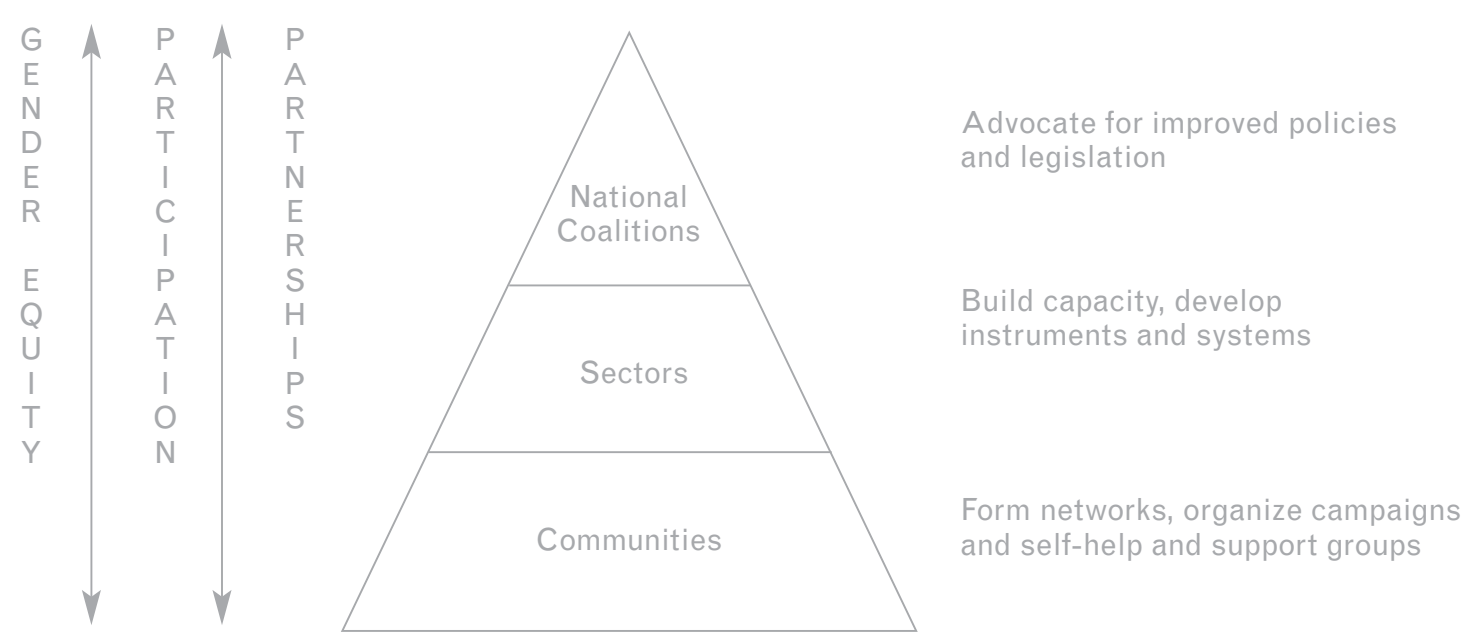 GENDER EQUITY
PARTICIPATION
PARTNERSHIPS
National
Coalitions
Sectors
Communities
Advocate for improved policies
and legislation
Build capacity, develop
instruments and systems
Form networks, organize campaigns
and self-help and support groups